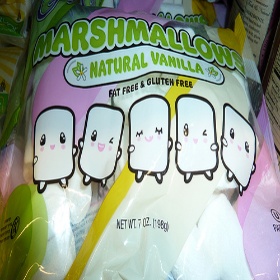 MARSHMALLOWS
NATURAL VANILLA
FAT FREE & GLUTEN FREE
NET WT. 7 OZ. (198g)